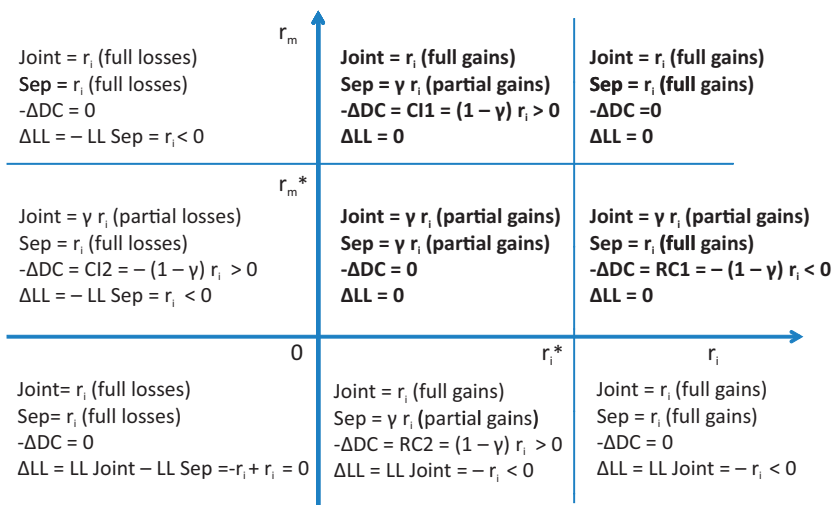 r_m
Joint = r_i (full losses)
Sep = r_i (full losses)
-ΔDC = 0
ΔLL = – LL Sep = r_i < 0
Joint = r_i (full gains)
Sep = γ r_i (partial gains)
-ΔDC = CI1 = (1 – γ) r_i > 0
ΔLL = 0
Joint = r_i (full gains)
Sep = r_i (full gains)
-ΔDC =0
ΔLL = 0
r_m*
Joint = γ r_i (partial losses)
Sep = r_i (full losses)
-ΔDC = CI2 = – (1 – γ) r_i > 0
ΔLL = – LL Sep = r_i < 0
Joint = γ r_i (partial gains)
Sep = γ r_i (partial gains)
-ΔDC = 0
ΔLL = 0
Joint = γ r_i (partial gains)
Sep = r_i (full gains)
-ΔDC = RC1 = – (1 – γ) r_i < 0
ΔLL = 0
0
r_i*
r_i
Joint= r_i (full losses)
Sep= r_i (full losses)
-ΔDC = 0
ΔLL = LL Joint – LL Sep =-r_i + r_i = 0
Joint = r_i (full gains)
Sep = γ r_i (partial gains)
-ΔDC = RC2 = (1 – γ) r_i > 0
ΔLL = LL Joint = – r_i < 0
Joint = r_i (full gains)
Sep = r_i (full gains)
-ΔDC = 0
ΔLL = LL Joint = – r_i < 0